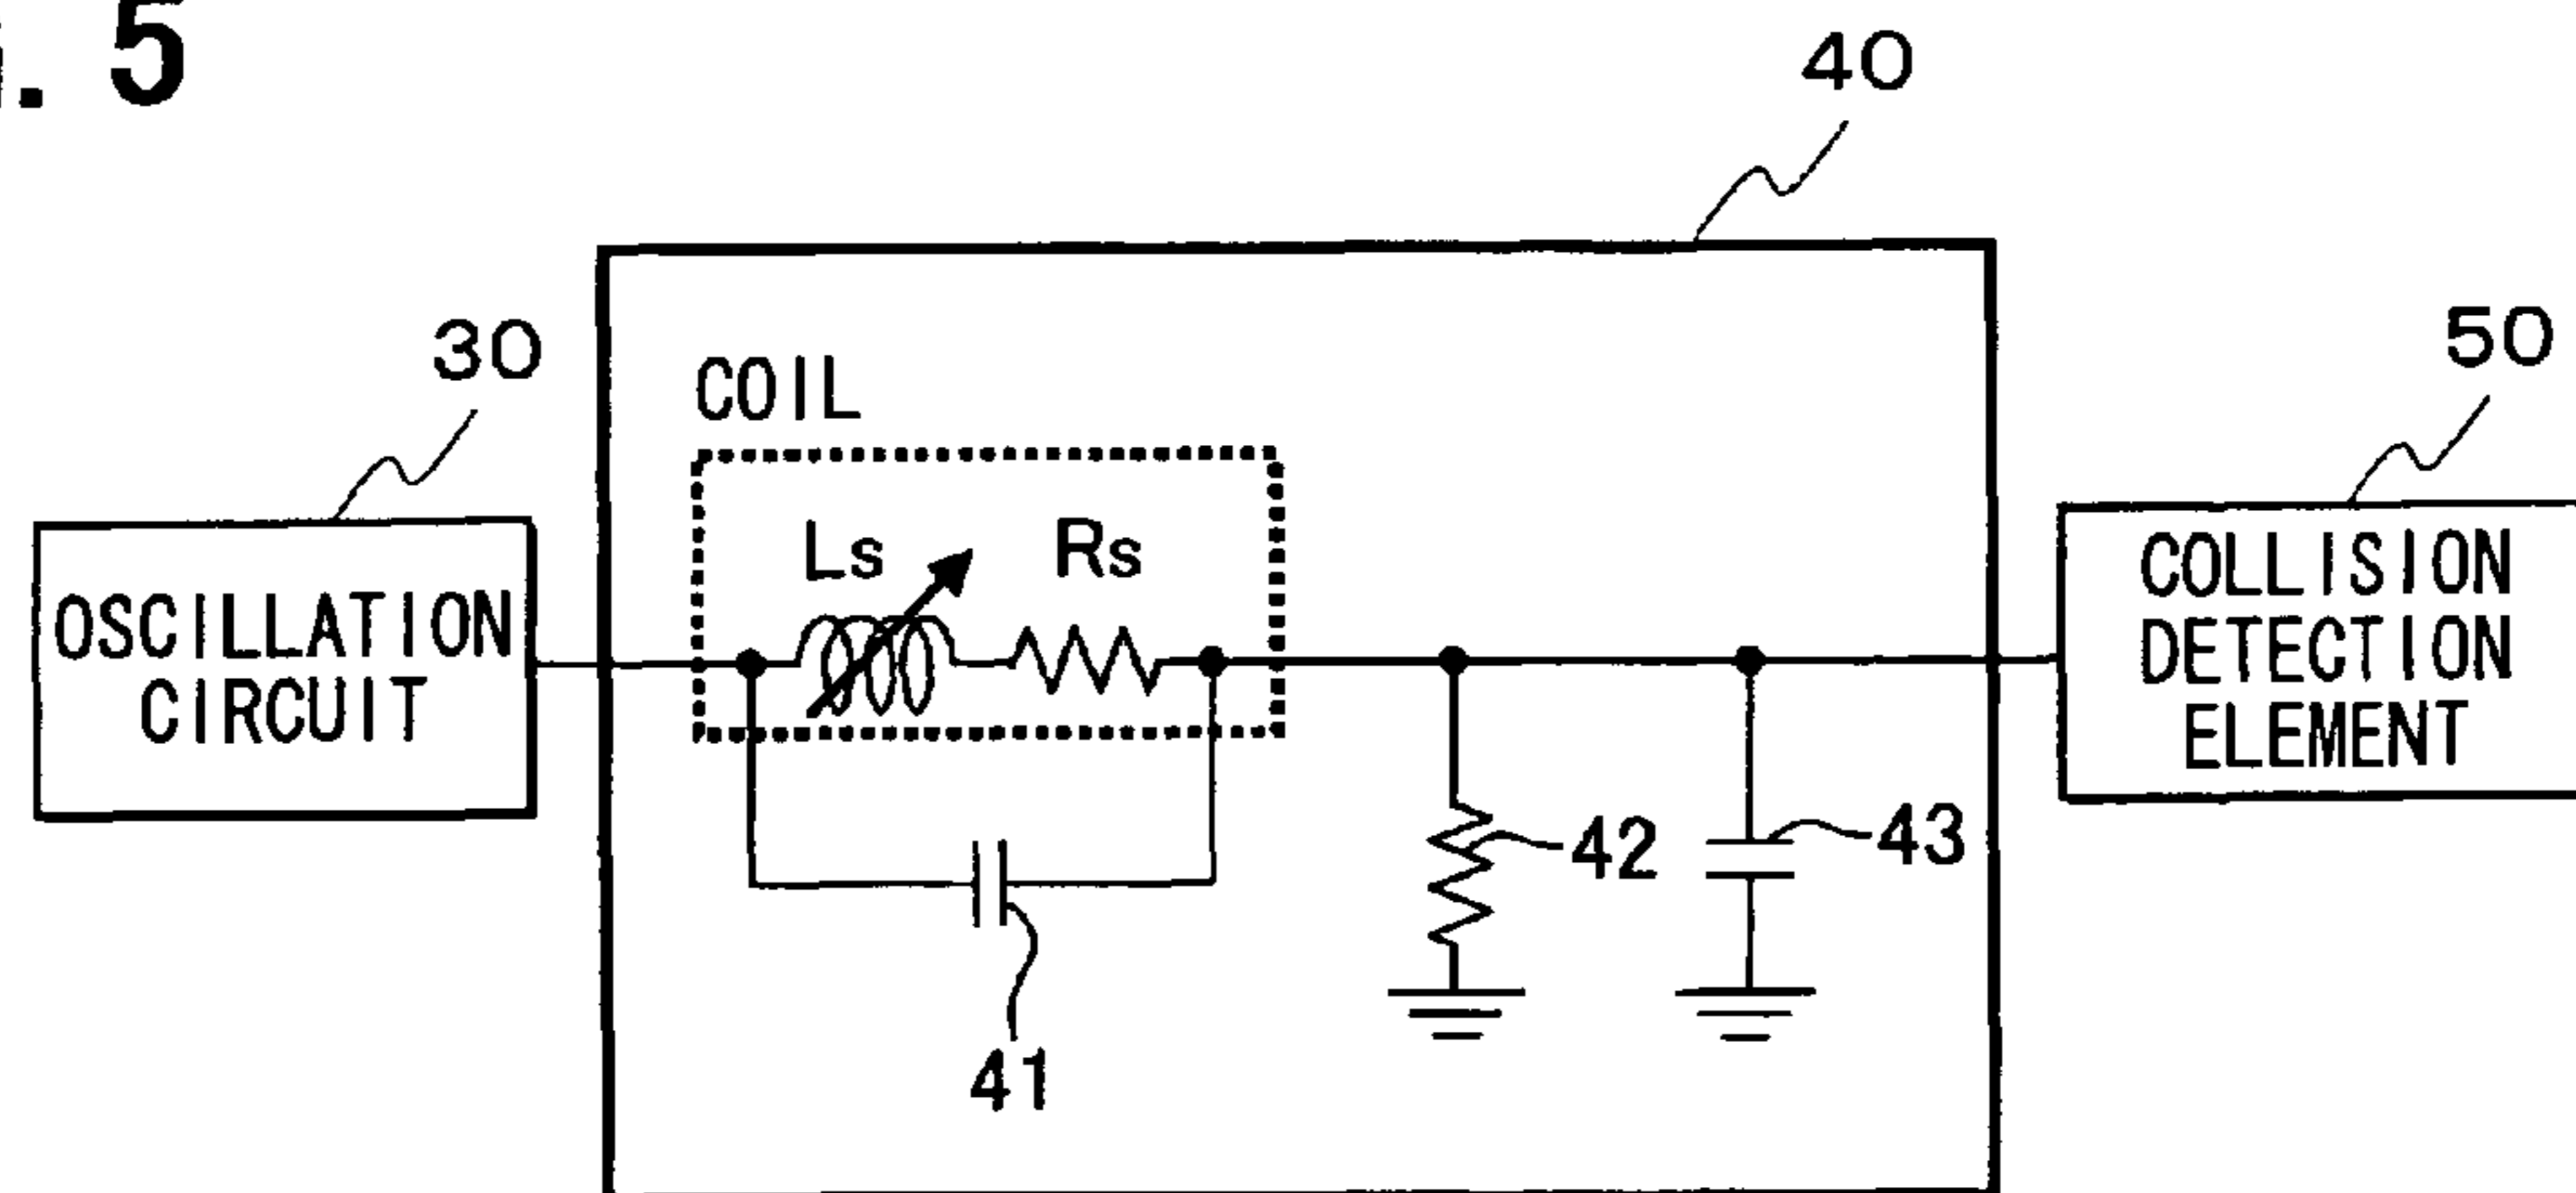 . 5
40
30
50
COIL
Ls
Rs
OSCILLATION
CIRCUIT
COLLISION
DETECTION
ELEMENT
42
43
41